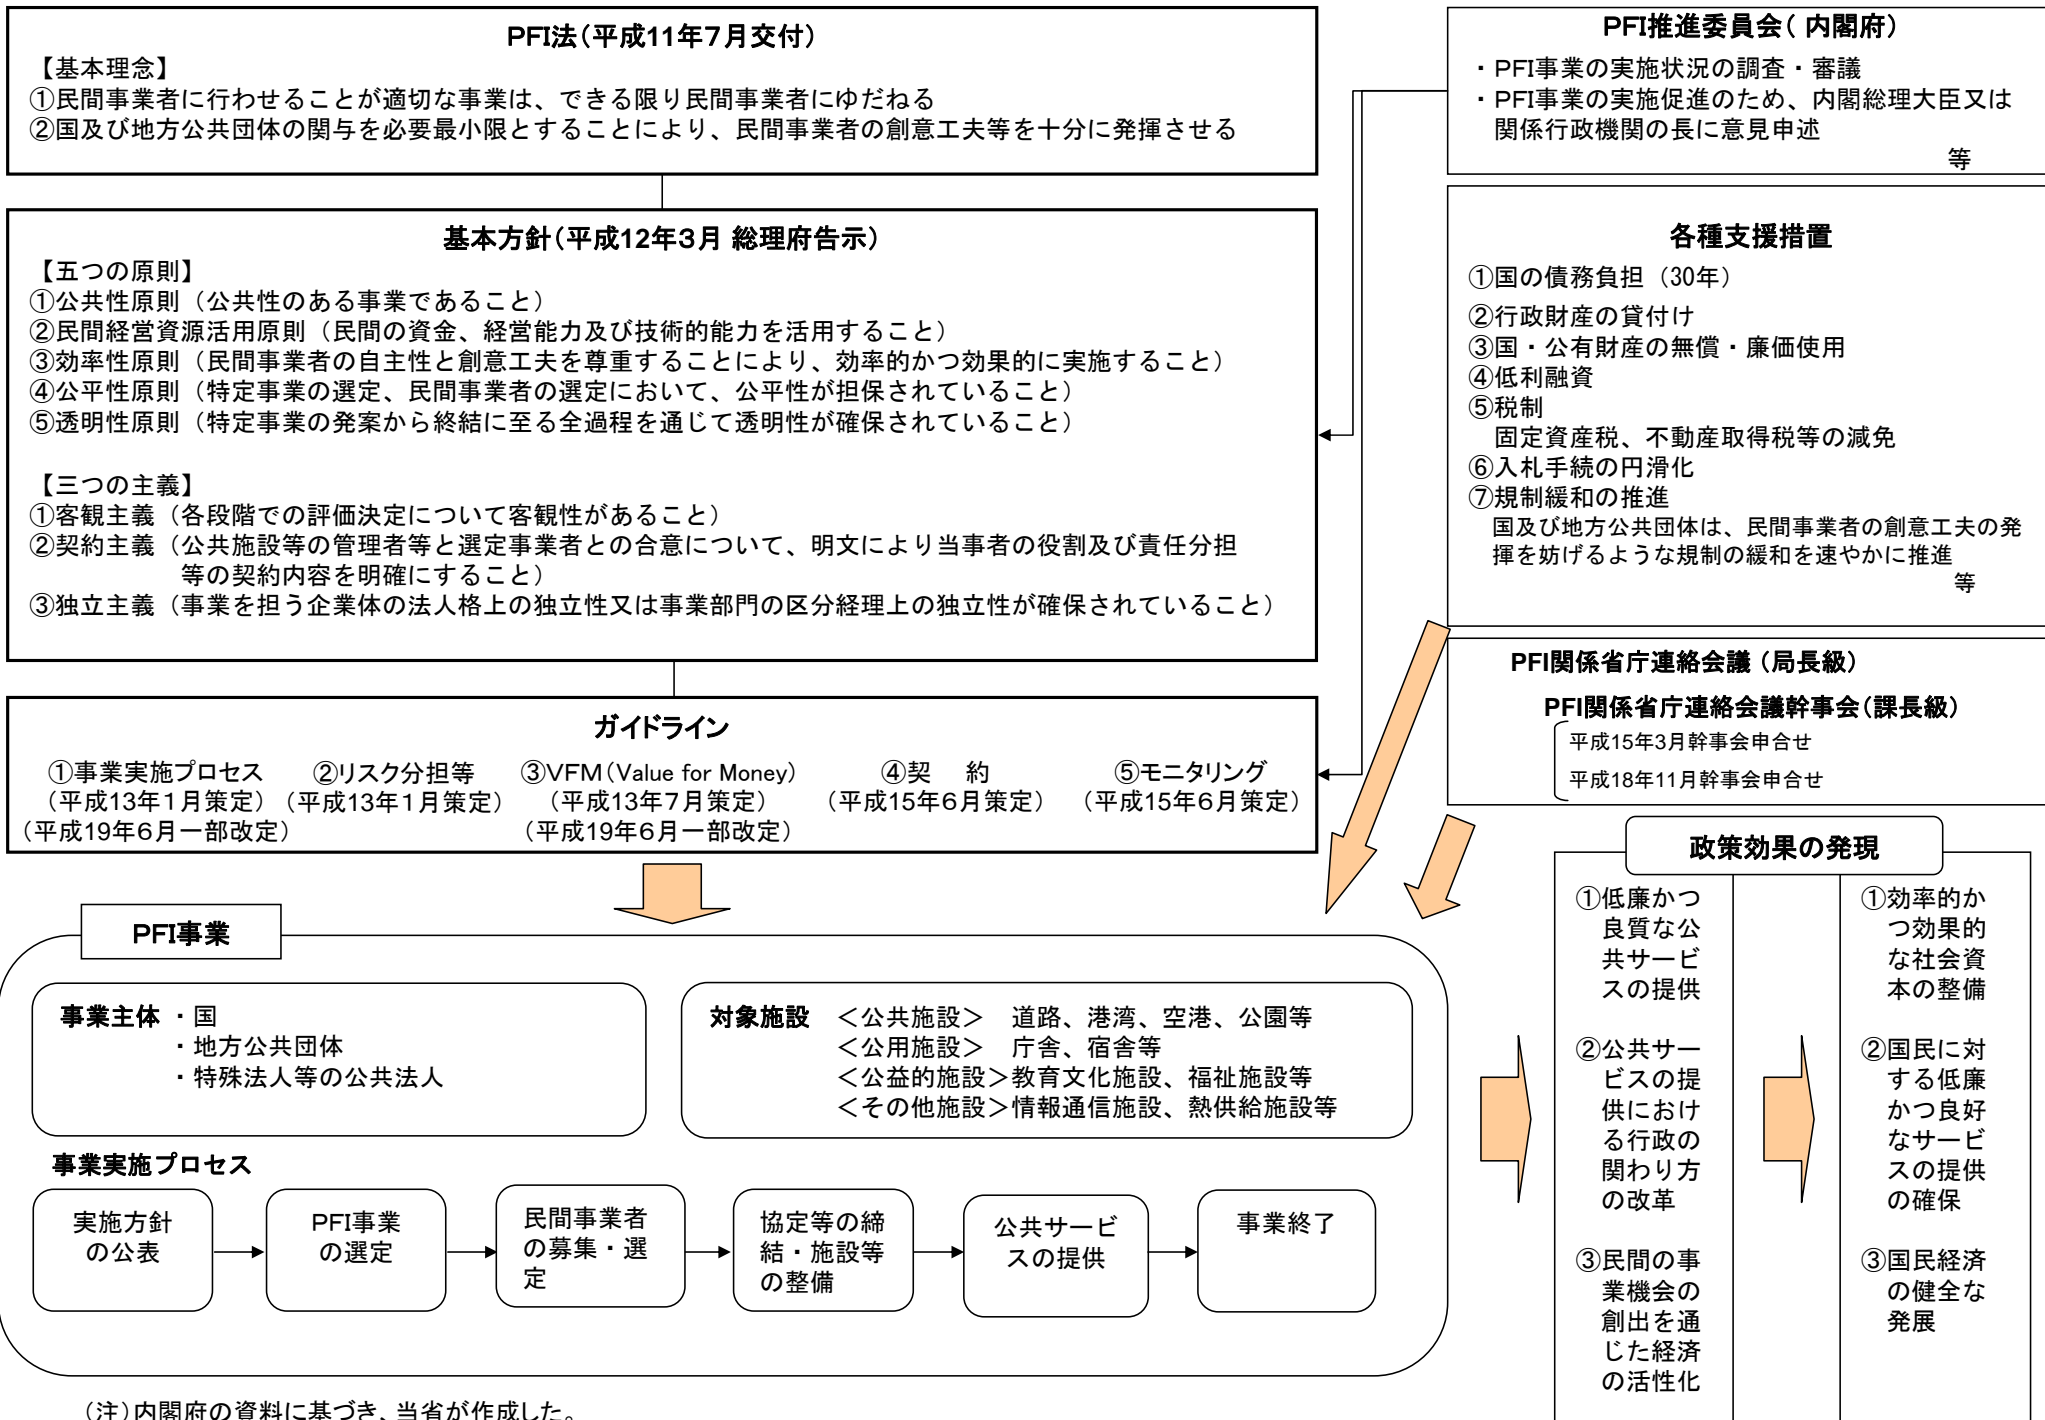 PFI法(平成11年7月交付)
【基本理念】
①民間事業者に行わせることが適切な事業は、できる限り民間事業者にゆだねる
②国及び地方公共団体の関与を必要最小限とすることにより、民間事業者の創意工夫等を十分に発揮させる
PFI推進委員会( 内閣府)
・PFI事業の実施状況の調査・審議
・PFI事業の実施促進のため、内閣総理大臣又は
関係行政機関の長に意見申述
等
基本方針(平成12年3月 総理府告示)
【五つの原則】
①公共性原則(公共性のある事業であること)
②民間経営資源活用原則(民間の資金、経営能力及び技術的能力を活用すること)
③効率性原則(民間事業者の自主性と創意工夫を尊重することにより、効率的かつ効果的に実施すること)
④公平性原則(特定事業の選定、民間事業者の選定において、公平性が担保されていること)
⑤透明性原則(特定事業の発案から終結に至る全過程を通じて透明性が確保されていること)
【三つの主義】
①客観主義(各段階での評価決定について客観性があること)
②契約主義(公共施設等の管理者等と選定事業者との合意について、明文により当事者の役割及び責任分担
等の契約内容を明確にすること)
③独立主義(事業を担う企業体の法人格上の独立性又は事業部門の区分経理上の独立性が確保されていること)
各種支援措置
①国の債務負担(30年)
②行政財産の貸付け
③国・公有財産の無償・廉価使用
④低利融資
⑤税制
固定資産税、不動産取得税等の減免
⑥入札手続の円滑化
⑦規制緩和の推進
国及び地方公共団体は、民間事業者の創意工夫の発
揮を妨げるような規制の緩和を速やかに推進
等
PFI関係省庁連絡会議(局長級)
PFI関係省庁連絡会議幹事会(課長級)
平成15年3月幹事会申合せ
平成18年11月幹事会申合せ
ガイドライン
①事業実施プロセス
(平成13年1月策定)
(平成19年6月一部改定)
②リスク分担等
(平成13年1月策定)
③VFM(Value for Money)
(平成13年7月策定)
(平成19年6月一部改定)
④契 約
(平成15年6月策定)
⑤モニタリング
(平成15年6月策定)
PFI事業
事業主体 ・国
・地方公共団体
・特殊法人等の公共法人
対象施設 <公共施設> 道路、港湾、空港、公園等
<公用施設> 庁舎、宿舎等
<公益的施設>教育文化施設、福祉施設等
<その他施設>情報通信施設、熱供給施設等
事業実施プロセス
実施方針
の公表
PFI事業
の選定
民間事業者
の募集・選
定
協定等の締
結・施設等
の整備
公共サービ
スの提供
事業終了
政策効果の発現
①低廉かつ
良質な公
共サービ
スの提供
②公共サー
ビスの提
供におけ
る行政の
関わり方
の改革
③民間の事
業機会の
創出を通
じた経済
の活性化
①効率的か
つ効果的
な社会資
本の整備
②国民に対
する低廉
かつ良好
なサービ
スの提供
の確保
③国民経済
の健全な
発展
(注)内閣府の資料に基づき、当省が作成した。